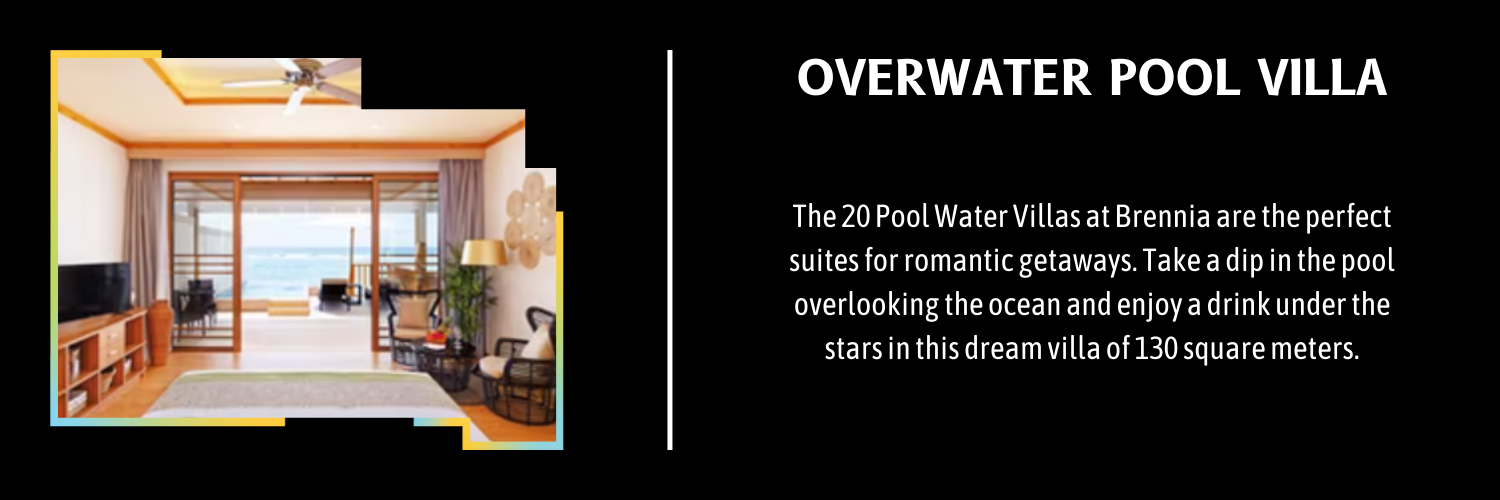 OVERWATER POOL VILLA
The 20 Pool Water Villas at Brennia are the perfect
suites for romantic getaways. Take a dip in the pool
overlooking the ocean and enjoy a drink under the
stars in this dream villa of 130 square meters.